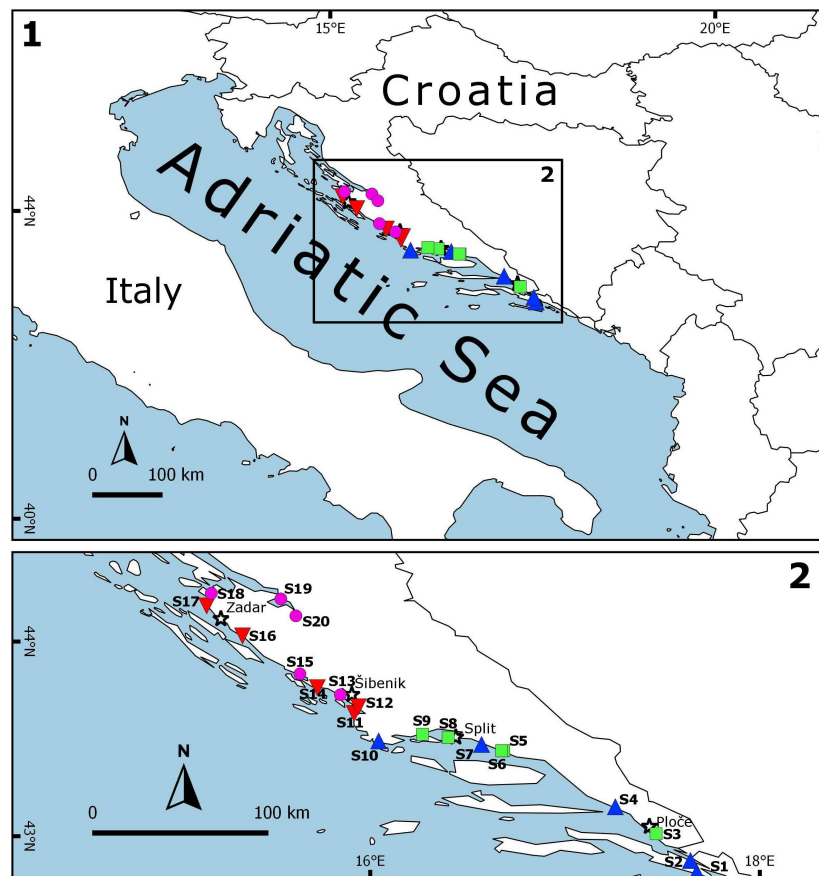 1
15°E
20°E
Croatia
2
44°N
Adriatic Sea
Italy
N
0 100 km
40°N
2
S18
S19
S17
Zadar
S20
S16
44°N
S15
S13
Šibenik
S14
S12
S11
S9
S8
Split
S5
S10
S7
S6
N
S4
0 100 km
Ploče
S3
43°N
S2
S1
16°E
18°E